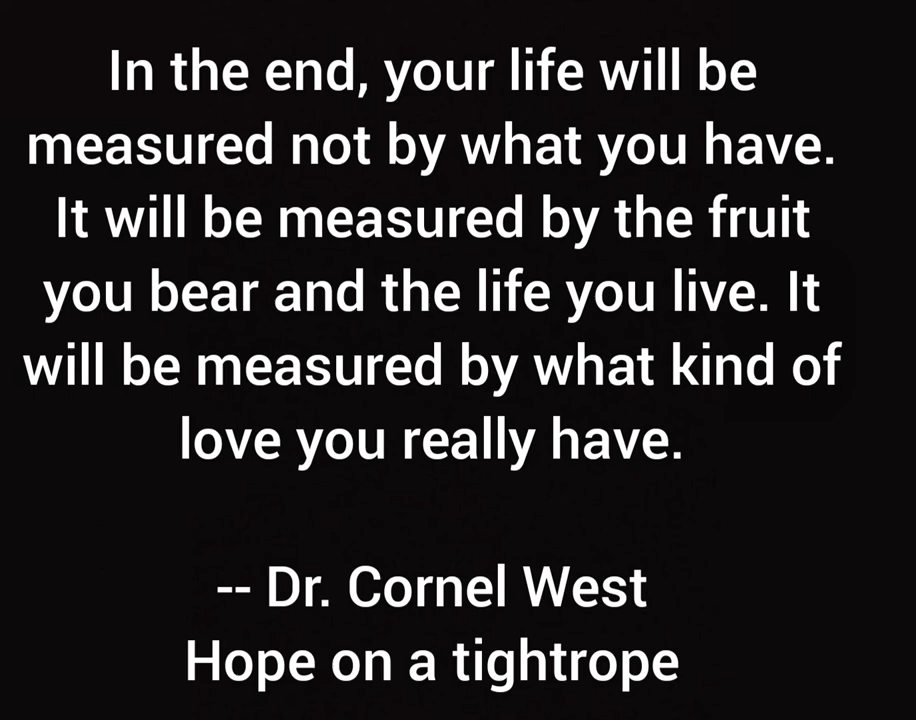 In the end, your life will be
measured not by what you have.
It will be measured by the fruit
you bear and the life you live. It
will be measured by what kind of
love you really have.
-- Dr. Cornel West
Hope on a tightrope